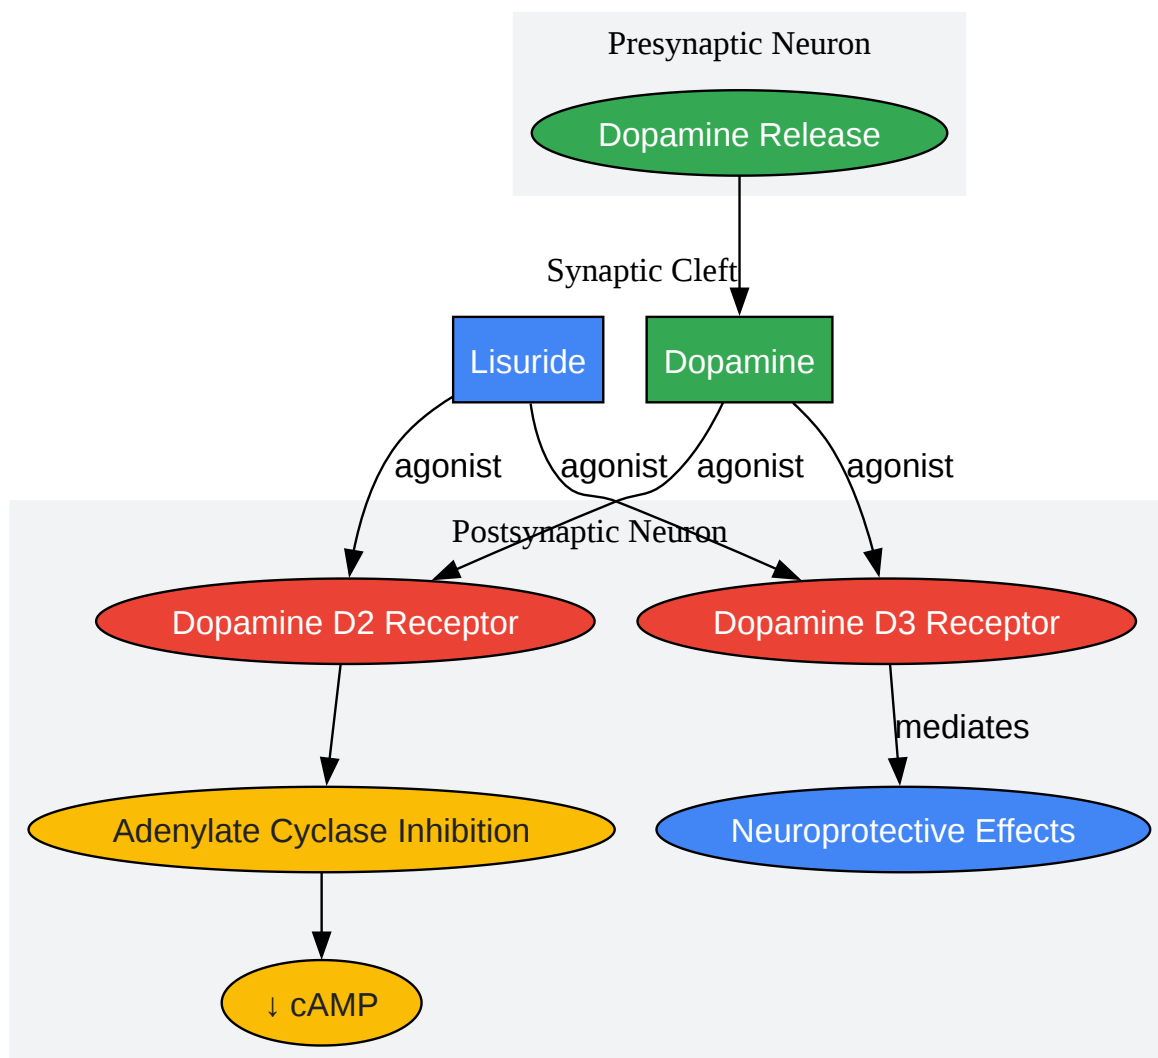 Presynaptic Neuron
Dopamine Release
Synaptic Cleft
Lisuride
Dopamine
agonist
agonist
agonist
agonist
Postsynaptic Neuron
Dopamine D2 Receptor
Dopamine D3 Receptor
mediates
Adenylate Cyclase Inhibition
Neuroprotective Effects
↓ cAMP